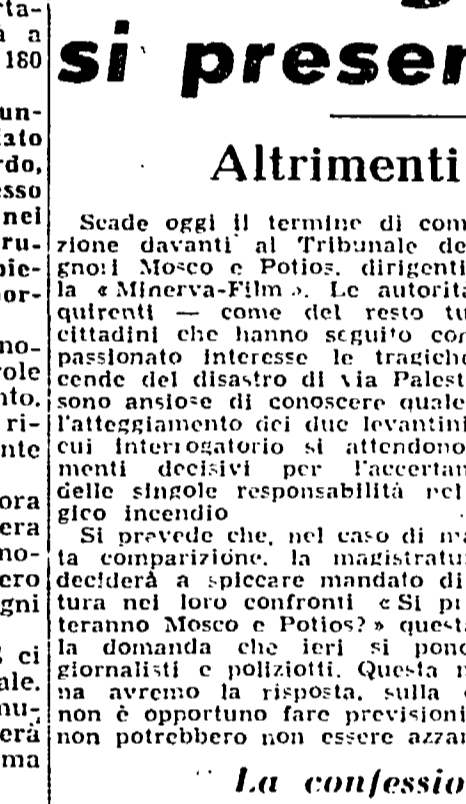 rta-
à a
180
un-
iato
rdo,
esso
nei
ru-
pie-
por-
no-
role
nto.
ri-
nte
ora
era
no-
ero
gni
ci
ale.
mu-
erà
ma
si preser
Altrimenti
Scade oggi il termine di com
zione davanti al Tribunale de
gnori Mosco e Potios, dirigenti
la « Minerva-Film ». Le autorità
quirenti — come del resto tu
cittadini che hanno seguito con
passionato interesse le tragiche
cende del disastro di via Palest
sono ansiose di conoscere quale
l'atteggiamento dei due levantini
cui interrogatorio si attendono
menti decisivi per l'accertam
delle singole responsabilità nel
gico incendio
Si prevede che, nel caso di ma
ta comparizione, la magistratu
deciderà a spiccare mandato di
tura nei loro confronti « Si pr
teranno Mosco e Potios? » questa
la domanda che ieri si pone
giornalisti e poliziotti. Questa m
na avremo la risposta, sulla
non è opportuno fare previsioni
non potrebbero non essere azzar
La confessio